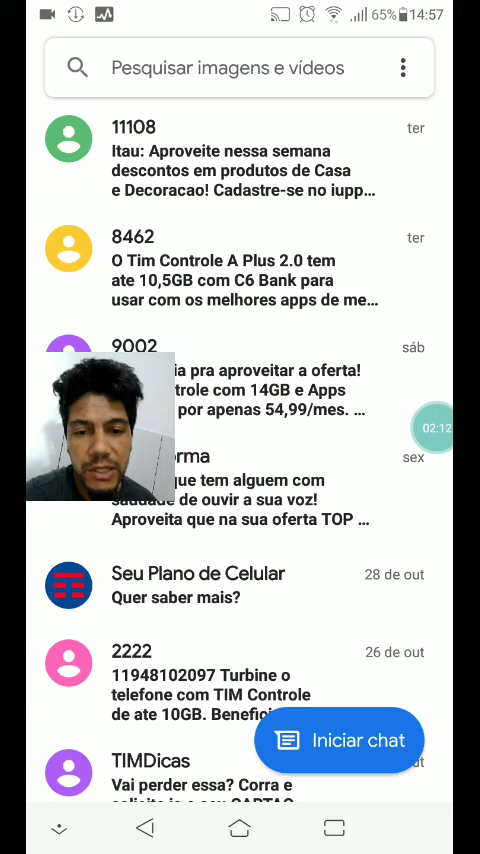 65% 14:57
Pesquisar imagens e vídeos
11108 ter
Itau: Aproveite nessa semana
descontos em produtos de Casa
e Decoracao! Cadastre-se no iupp...
8462 ter
O Tim Controle A Plus 2.0 tem
ate 10,5GB com C6 Bank para
usar com os melhores apps de me...
9002 sáb
pra aproveitar a oferta!
com 14GB e Apps
por apenas 54,99/mes. ...
02:12
sex
que tem alguem com
saudade de ouvir a sua voz!
Aproveita que na sua oferta TOP ...
Seu Plano de Celular 28 de out
Quer saber mais?
2222 26 de out
11948102097 Turbine o
telefone com TIM Controle
de ate 10GB.
Iniciar chat
TIMDicas
Vai perder essa? Corra e